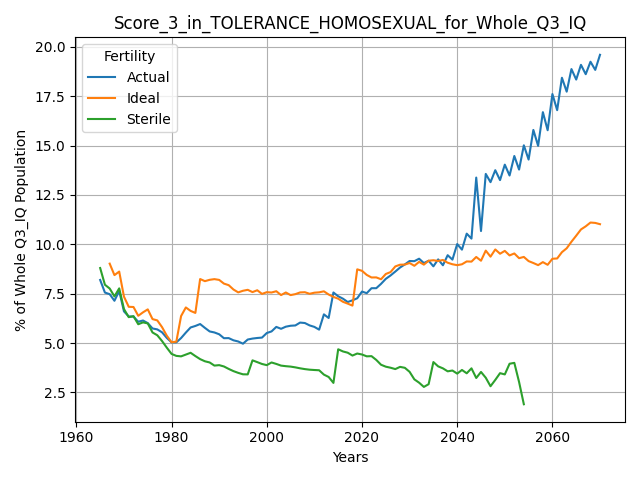 Score_3_in_TOLERANCE_HOMOSEXUAL_for_Whole_Q3_IQ
Fertility
Actual
Ideal
Sterile
% of Whole Q3_IQ Population
20.0
17.5
15.0
12.5
10.0
7.5
5.0
2.5
1960 1980 2000 2020 2040 2060
Years